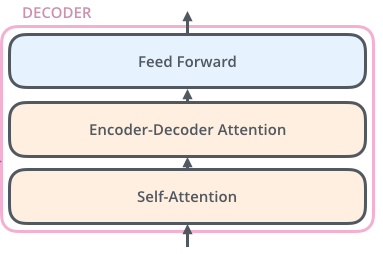 DECODER
Feed Forward
Encoder-Decoder Attention
Self-Attention